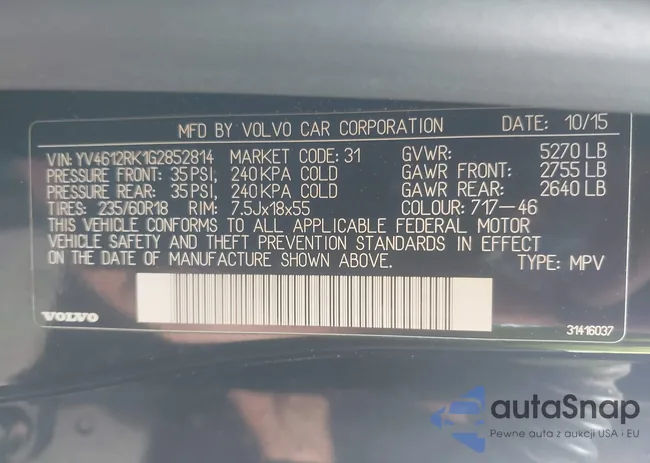 MFD BY VOLVO CAR CORPORATION DATE: 10/15
VIN: YV4612RK1G2852814 MARKET CODE: 31 GVWR: 5270 LB
PRESSURE FRONT: 35 PSI, 240 KPA COLD GAWR FRONT: 2755 LB
PRESSURE REAR: 35 PSI, 240 KPA COLD GAWR REAR: 2640 LB
TIRES: 235/60R18 RIM: 7.5Jx18x55 COLOUR: 717-46
THIS VEHICLE CONFORMS TO ALL APPLICABLE FEDERAL MOTOR
VEHICLE SAFETY AND THEFT PREVENTION STANDARDS IN EFFECT
ON THE DATE OF MANUFACTURE SHOWN ABOVE. TYPE: MPV
VOLVO
31416037
autaSnap
Pewne auta z aukcji USA i EU